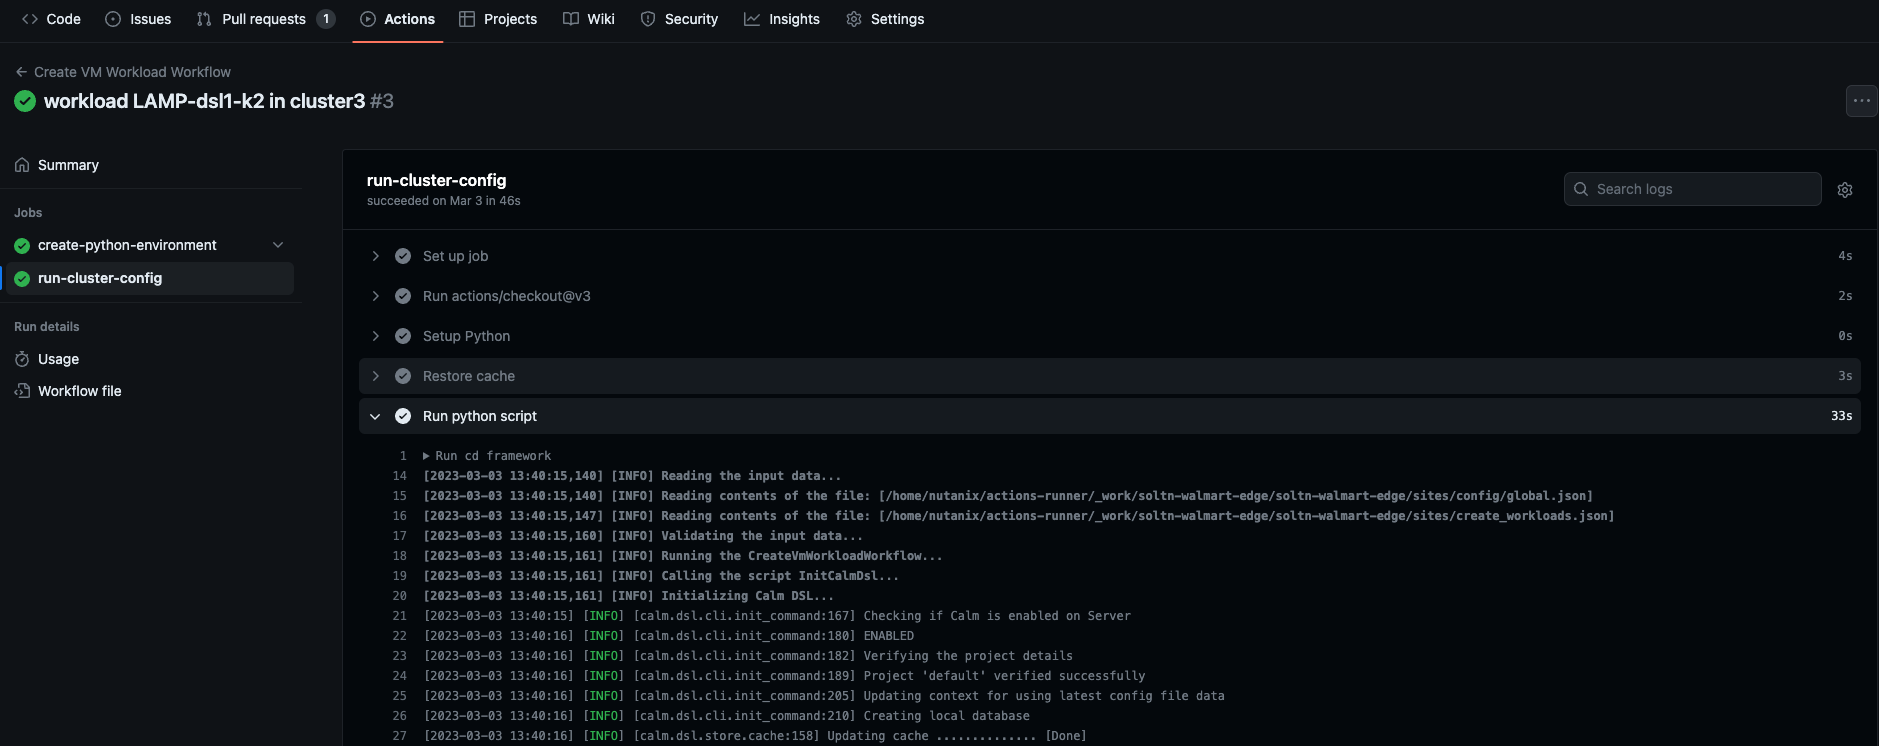 Code Issues Pull requests 1 Actions Projects Wiki Security Insights Settings
Create VM Workload Workflow
workload LAMP-dsl1-k2 in cluster3 #3
Summary
Jobs
create-python-environment
run-cluster-config
Run details
Usage
Workflow file
run-cluster-config
succeeded on Mar 3 in 46s
Search logs
Set up job 4s
Run actions/checkout@v3 2s
Setup Python 0s
Restore cache 3s
Run python script 33s
1 Run cd framework
14 [2023-03-03 13:40:15,140] [INFO] Reading the input data...
15 [2023-03-03 13:40:15,140] [INFO] Reading contents of the file: [/home/nutanix/actions-runner/_work/soltn-walmart-edge/soltn-walmart-edge/sites/config/global.json]
16 [2023-03-03 13:40:15,147] [INFO] Reading contents of the file: [/home/nutanix/actions-runner/_work/soltn-walmart-edge/soltn-walmart-edge/sites/create_workloads.json]
17 [2023-03-03 13:40:15,160] [INFO] Validating the input data...
18 [2023-03-03 13:40:15,161] [INFO] Running the CreateVmWorkloadWorkflow...
19 [2023-03-03 13:40:15,161] [INFO] Calling the script InitCalmDsl...
20 [2023-03-03 13:40:15,161] [INFO] Initializing Calm DSL...
21 [2023-03-03 13:40:15] [INFO] [calm.dsl.cli.init_command:167] Checking if Calm is enabled on Server
22 [2023-03-03 13:40:16] [INFO] [calm.dsl.cli.init_command:180] ENABLED
23 [2023-03-03 13:40:16] [INFO] [calm.dsl.cli.init_command:182] Verifying the project details
24 [2023-03-03 13:40:16] [INFO] [calm.dsl.cli.init_command:189] Project 'default' verified successfully
25 [2023-03-03 13:40:16] [INFO] [calm.dsl.cli.init_command:205] Updating context for using latest config file data
26 [2023-03-03 13:40:16] [INFO] [calm.dsl.cli.init_command:210] Creating local database
27 [2023-03-03 13:40:16] [INFO] [calm.dsl.store.cache:158] Updating cache .............. [Done]